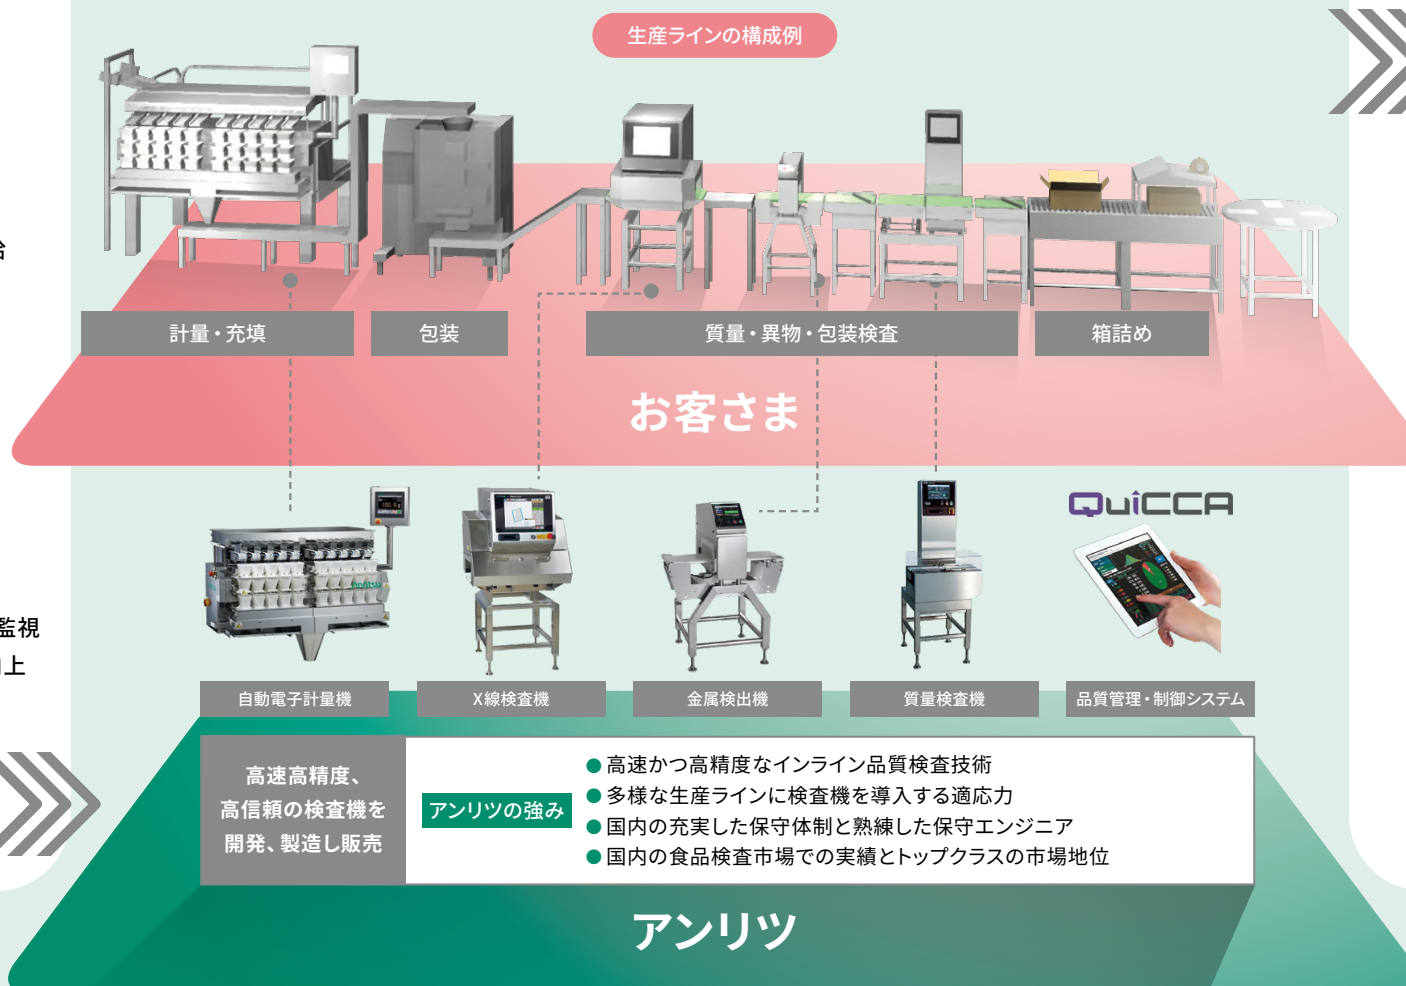 生産ラインの構成例
計量・充填
包装
質量・異物・包装検査
箱詰め
お客さま
監視
上
anritsu
QuiCCA
自動電子計量機
X線検査機
金属検出機
質量検査機
品質管理・制御システム
高速高精度、
高信頼の検査機を
開発、製造し販売
アンリツの強み
●高速かつ高精度なインライン品質検査技術
●多様な生産ラインに検査機を導入する適応力
●国内の充実した保守体制と熟練した保守エンジニア
●国内の食品検査市場での実績とトップクラスの市場地位
アンリツ